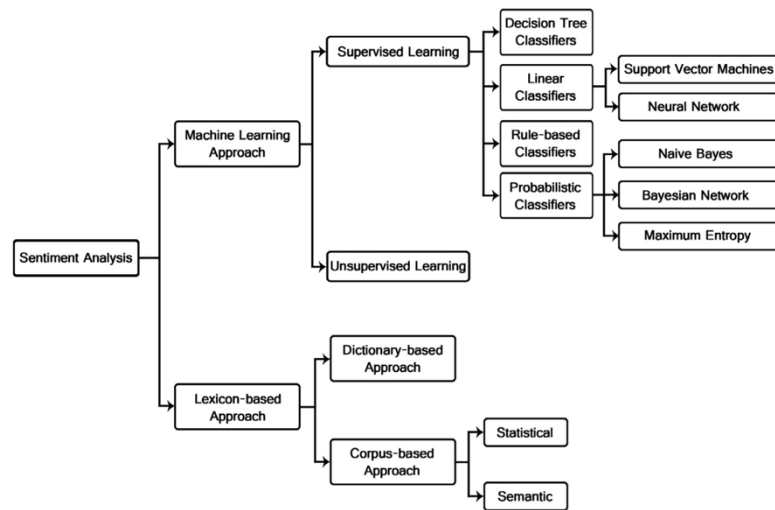 Decision Tree
Classifiers
Supervised Learning
Support Vector Machines
Linear
Classifiers
Neural Network
Machine Learning
Approach
Rule-based
Classifiers
Naive Bayes
Probabilistic
Classifiers
Bayesian Network
Maximum Entropy
Sentiment Analysis
Unsupervised Learning
Dictionary-based
Approach
Lexicon-based
Approach
Statistical
Corpus-based
Approach
Semantic